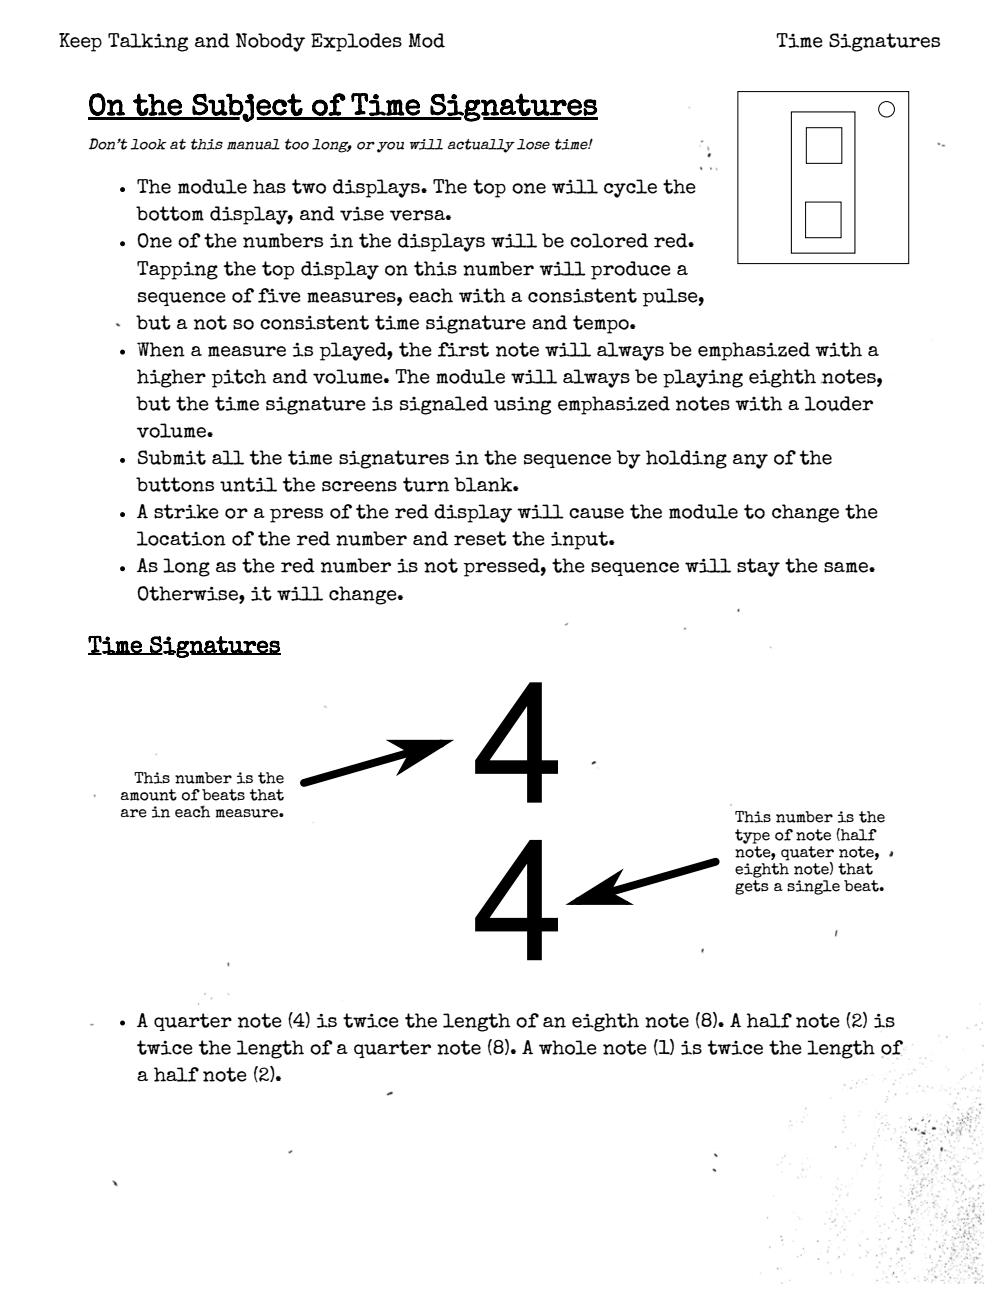 Keep Talking and Nobody Explodes Mod
Time Signatures
On the Subject of Time Signatures
Don't look at this manual too long, or you will actually lose time!
• The module has two displays. The top one will cycle the
bottom display, and vise versa.
• One of the numbers in the displays will be colored red.
Tapping the top display on this number will produce a
sequence of five measures, each with a consistent pulse,
but a not so consistent time signature and tempo.
• When a measure is played, the first note will always be emphasized with a
higher pitch and volume. The module will always be playing eighth notes,
but the time signature is signaled using emphasized notes with a louder
volume.
• Submit all the time signatures in the sequence by holding any of the
buttons until the screens turn blank.
• A strike or a press of the red display will cause the module to change the
location of the red number and reset the input.
• As long as the red number is not pressed, the sequence will stay the same.
Otherwise, it will change.
Time Signatures
4
This number is the
amount of beats that
are in each measure.
4
This number is the
type of note (half
note, quater note,
eighth note) that
gets a single beat.
• A quarter note (4) is twice the length of an eighth note (8). A half note (2) is
twice the length of a quarter note (8). A whole note (1) is twice the length of
a half note (2).